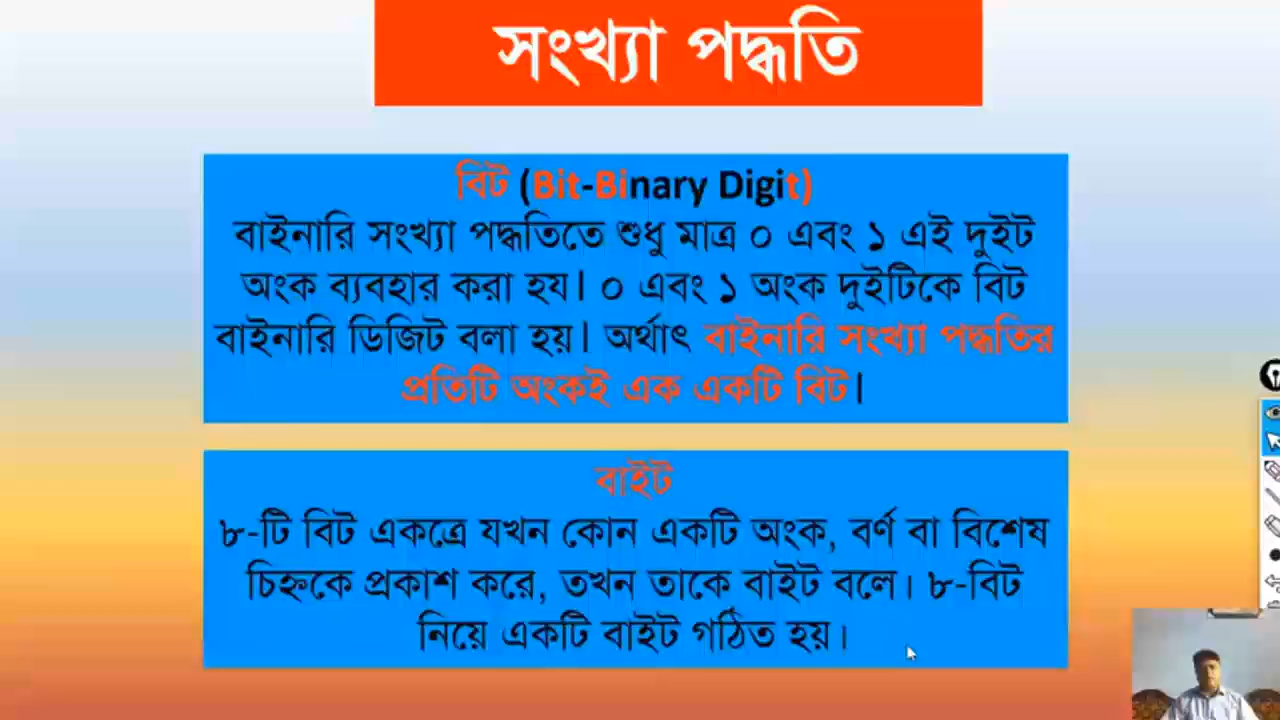 সংখ্যা পদ্ধতি
বিট (Bit-Binary Digit)
বাইনারি সংখ্যা পদ্ধতিতে শুধু মাত্র ০ এবং ১ এই দুইট
অংক ব্যবহার করা হয। ০ এবং ১ অংক দুইটিকে বিট
বাইনারি ডিজিট বলা হয়। অর্থাৎ বাইনারি সংখ্যা পদ্ধতির
প্রতিটি অংকই এক একটি বিট।
বাইট
৮-টি বিট একত্রে যখন কোন একটি অংক, বর্ণ বা বিশেষ
চিহ্নকে প্রকাশ করে, তখন তাকে বাইট বলে। ৮-বিট
নিয়ে একটি বাইট গঠিত হয়।